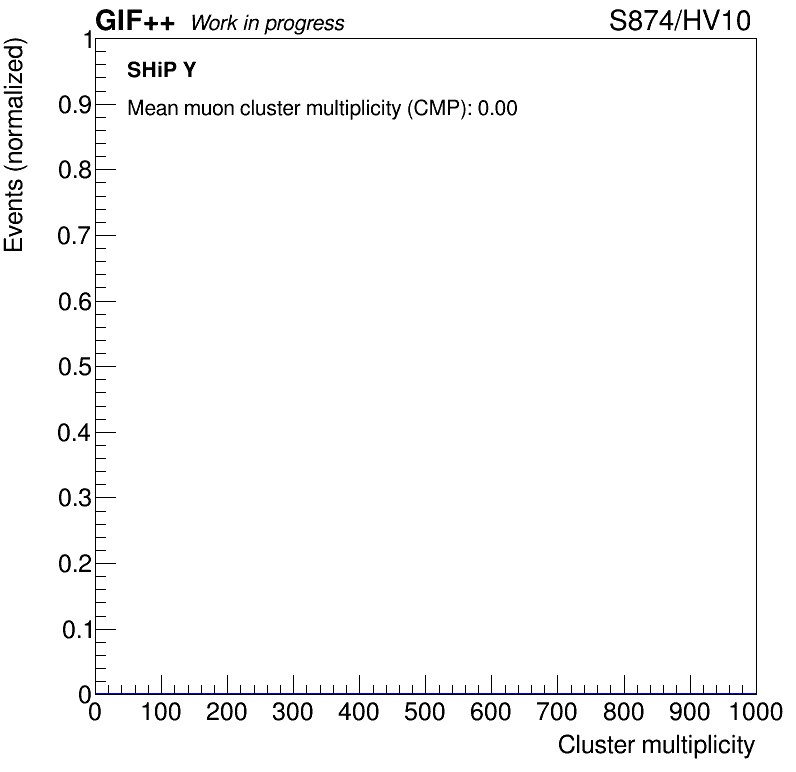 GIF++ Work in progress S874/HV10
SHiP Y
Mean muon cluster multiplicity (CMP): 0.00
Events (normalized)
1
0.9
0.8
0.7
0.6
0.5
0.4
0.3
0.2
0.1
0
0 100 200 300 400 500 600 700 800 900 1000
Cluster multiplicity